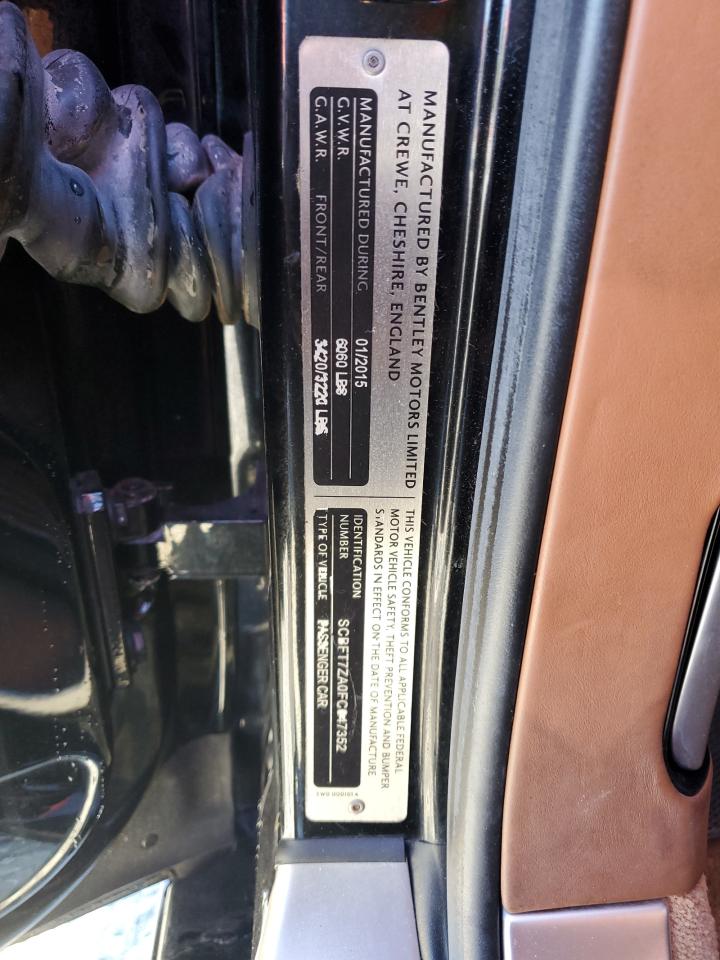 MANUFACTURED BY BENTLEY MOTORS LIMITED
AT CREWE, CHESHIRE, ENGLAND
MANUFACTURED DURING 01/2015
G.V.W.R. 6060 LBS
G.A.W.R. FRONT/REAR 3420/3220 LBS
THIS VEHICLE CONFORMS TO ALL APPLICABLE FEDERAL
MOTOR VEHICLE SAFETY, THEFT PREVENTION AND BUMPER
STANDARDS IN EFFECT ON THE DATE OF MANUFACTURE
IDENTIFICATION
NUMBER SCBFT7ZA0FC047352
TYPE OF VEHICLE PASSENGER CAR